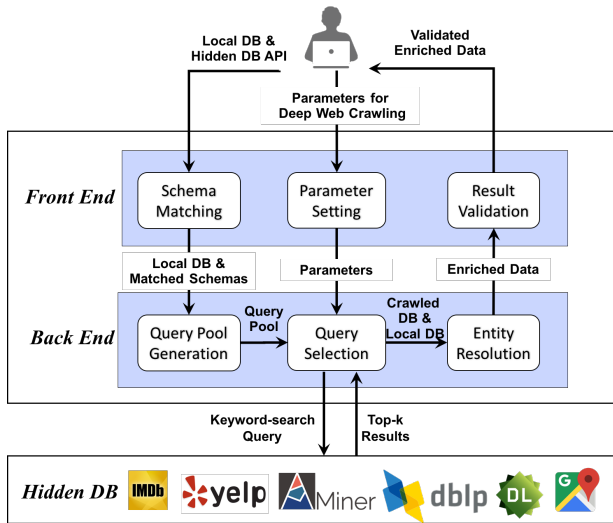 Local DB &
Hidden DB API
Validated
Enriched Data
Parameters for
Deep Web Crawling
Front End
Schema
Matching
Parameter
Setting
Result
Validation
Local DB &
Matched Schemas
Parameters
Enriched Data
Back End
Query Pool
Generation
Query
Pool
Query
Selection
Crawled
DB &
Local DB
Entity
Resolution
Keyword-search
Query
Top-k
Results
Hidden DB
IMDb
yelp
AMiner
dblp
DL
G